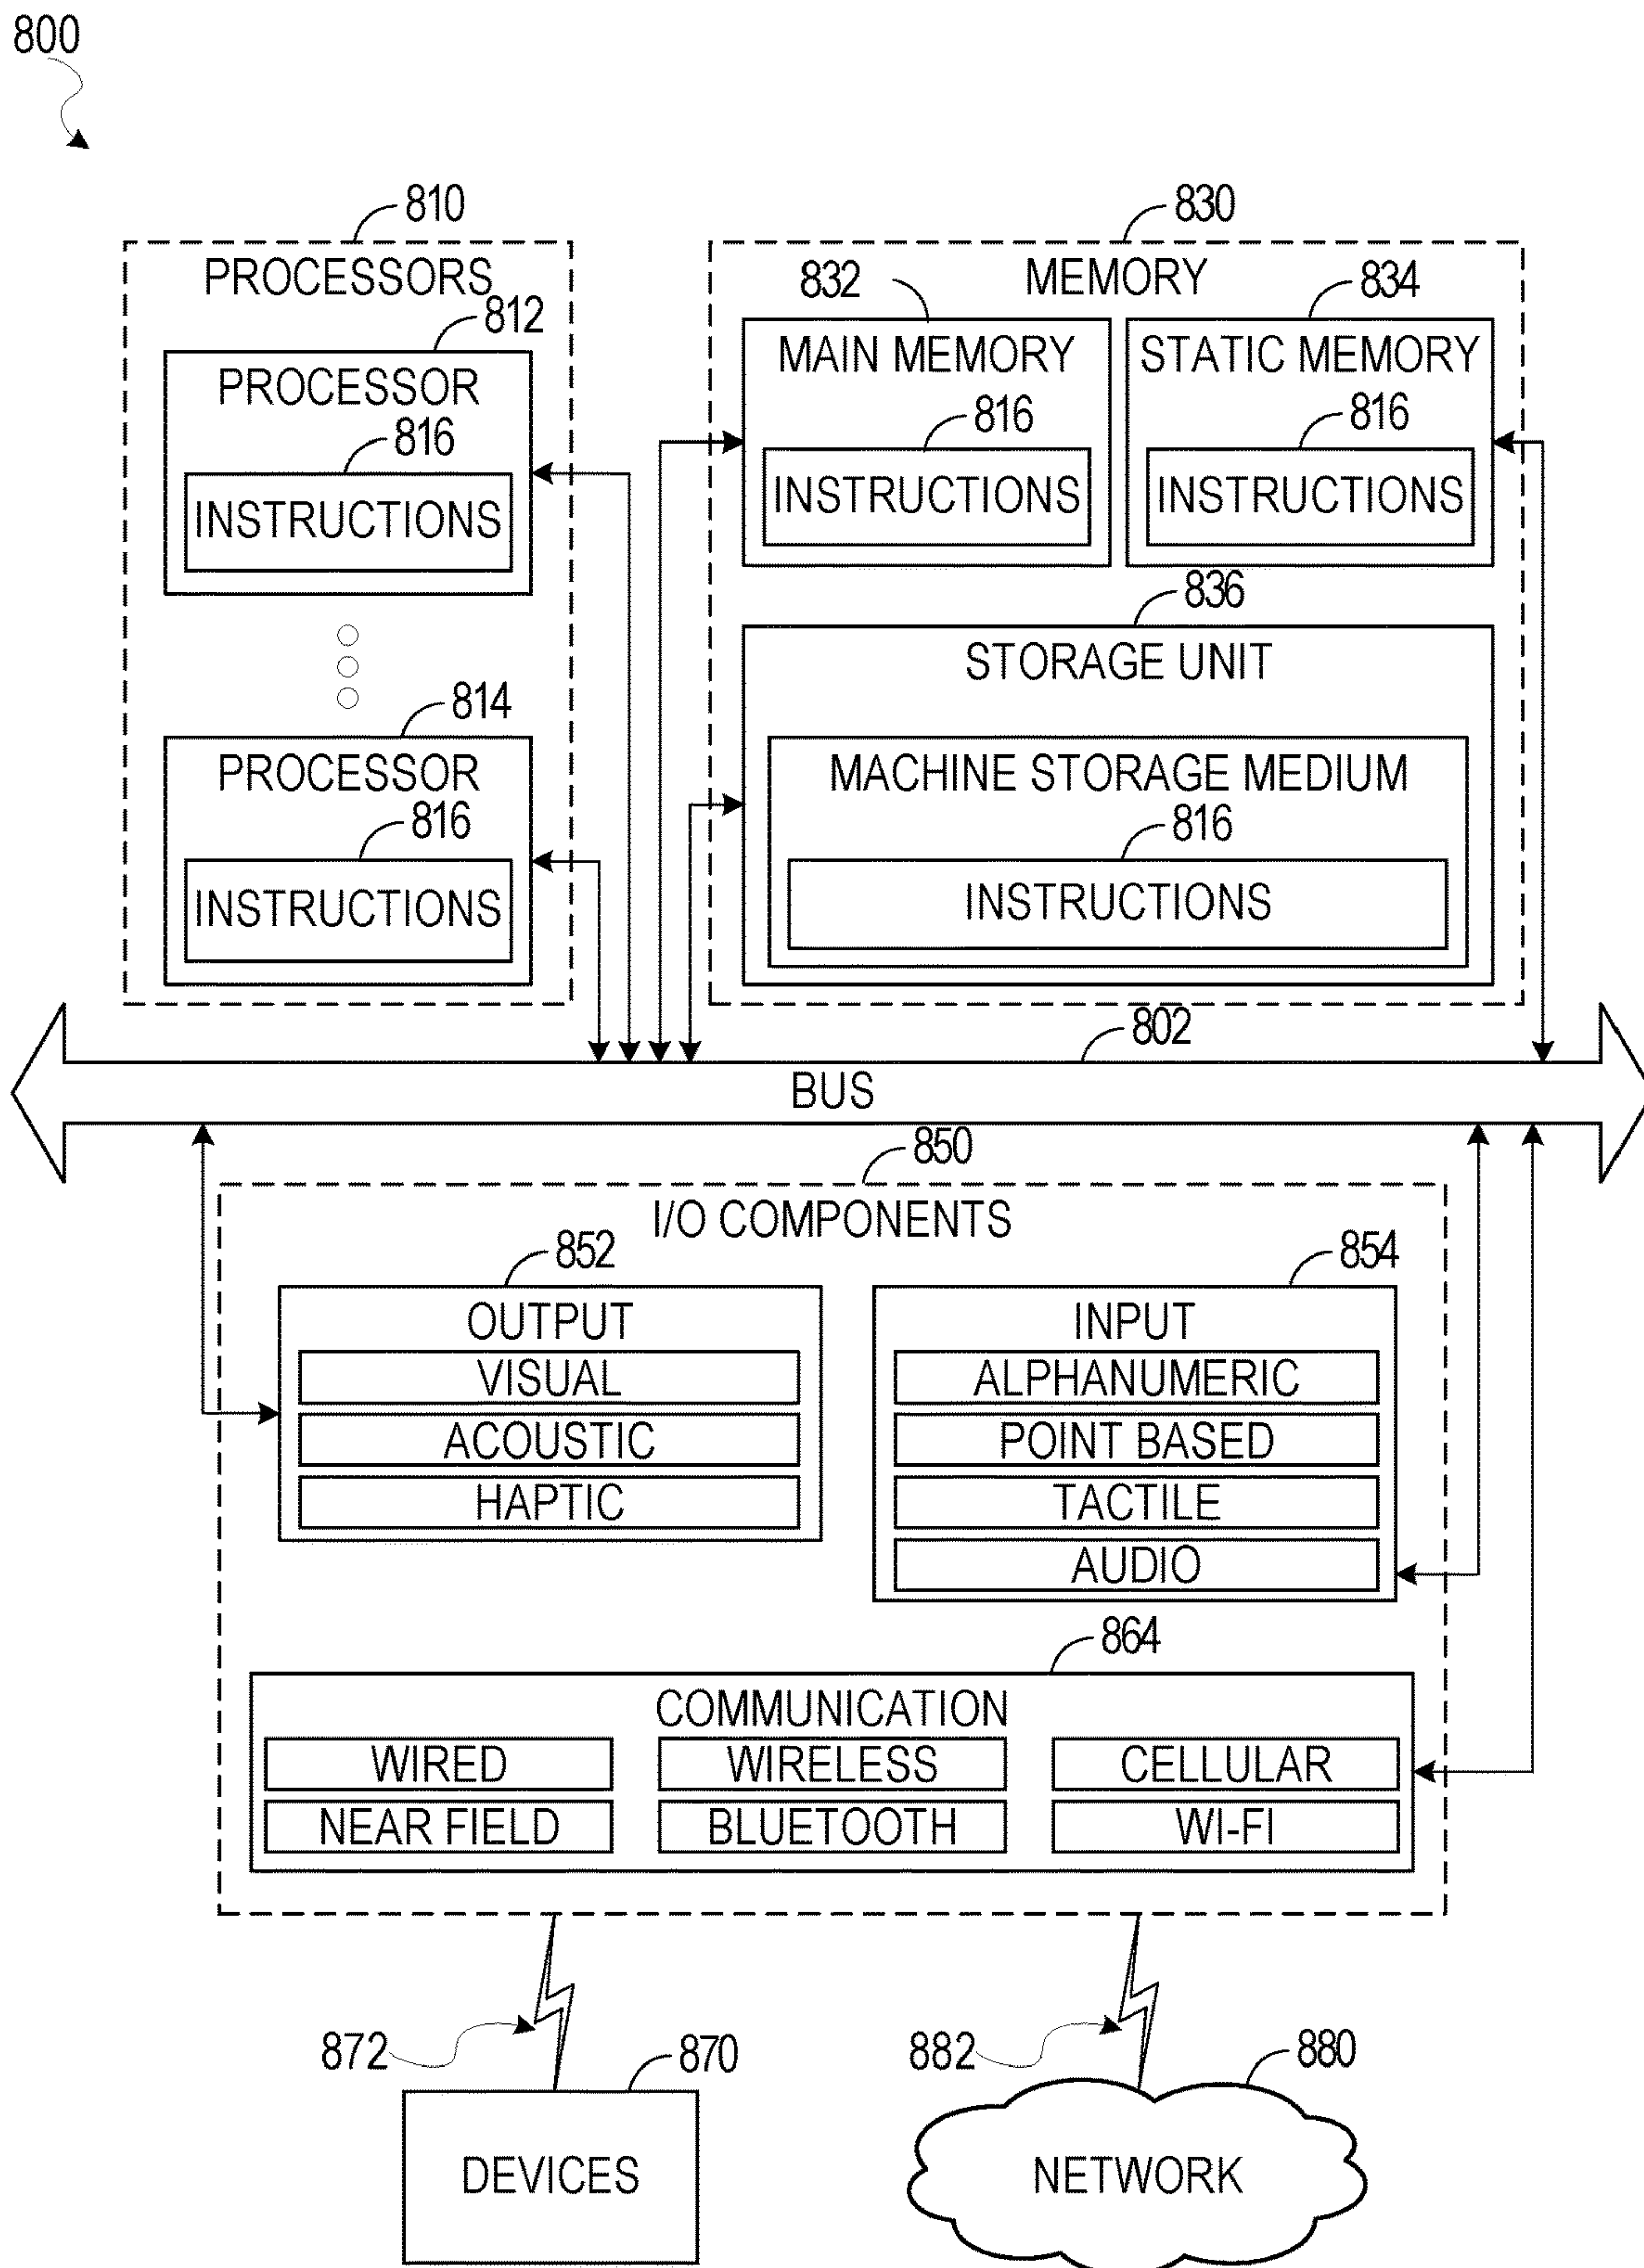 800
810
830
PROCESSORS
MEMORY
832
834
812
PROCESSOR
MAIN MEMORY
STATIC MEMORY
816
816
816
INSTRUCTIONS
INSTRUCTIONS
INSTRUCTIONS
836
STORAGE UNIT
814
PROCESSOR
MACHINE STORAGE MEDIUM
816
816
INSTRUCTIONS
INSTRUCTIONS
802
BUS
850
I/O COMPONENTS
852
854
OUTPUT
INPUT
VISUAL
ALPHANUMERIC
ACOUSTIC
POINT BASED
HAPTIC
TACTILE
AUDIO
864
COMMUNICATION
WIRED
WIRELESS
CELLULAR
NEAR FIELD
BLUETOOTH
WI-FI
872
870
882
880
DEVICES
NETWORK